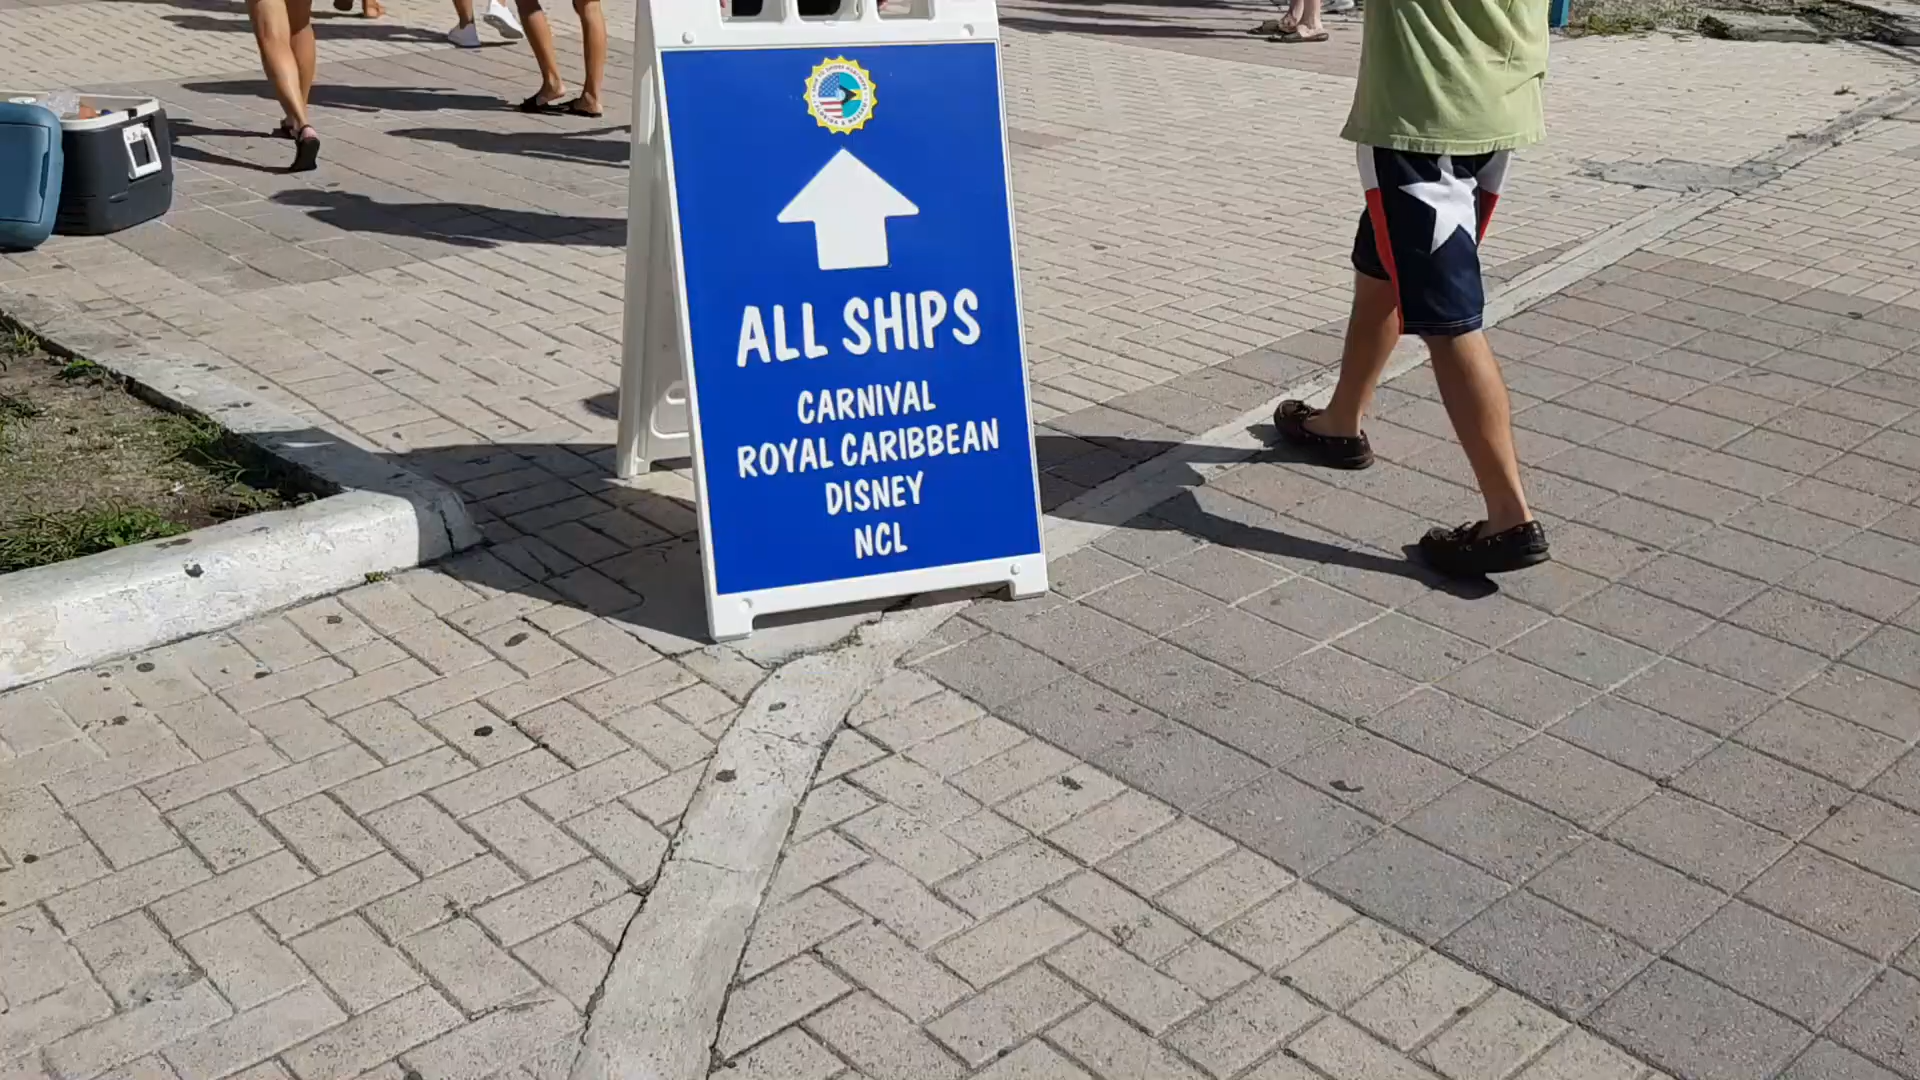 ALL SHIPS
CARNIVAL
ROYAL CARIBBEAN
DISNEY
NCL